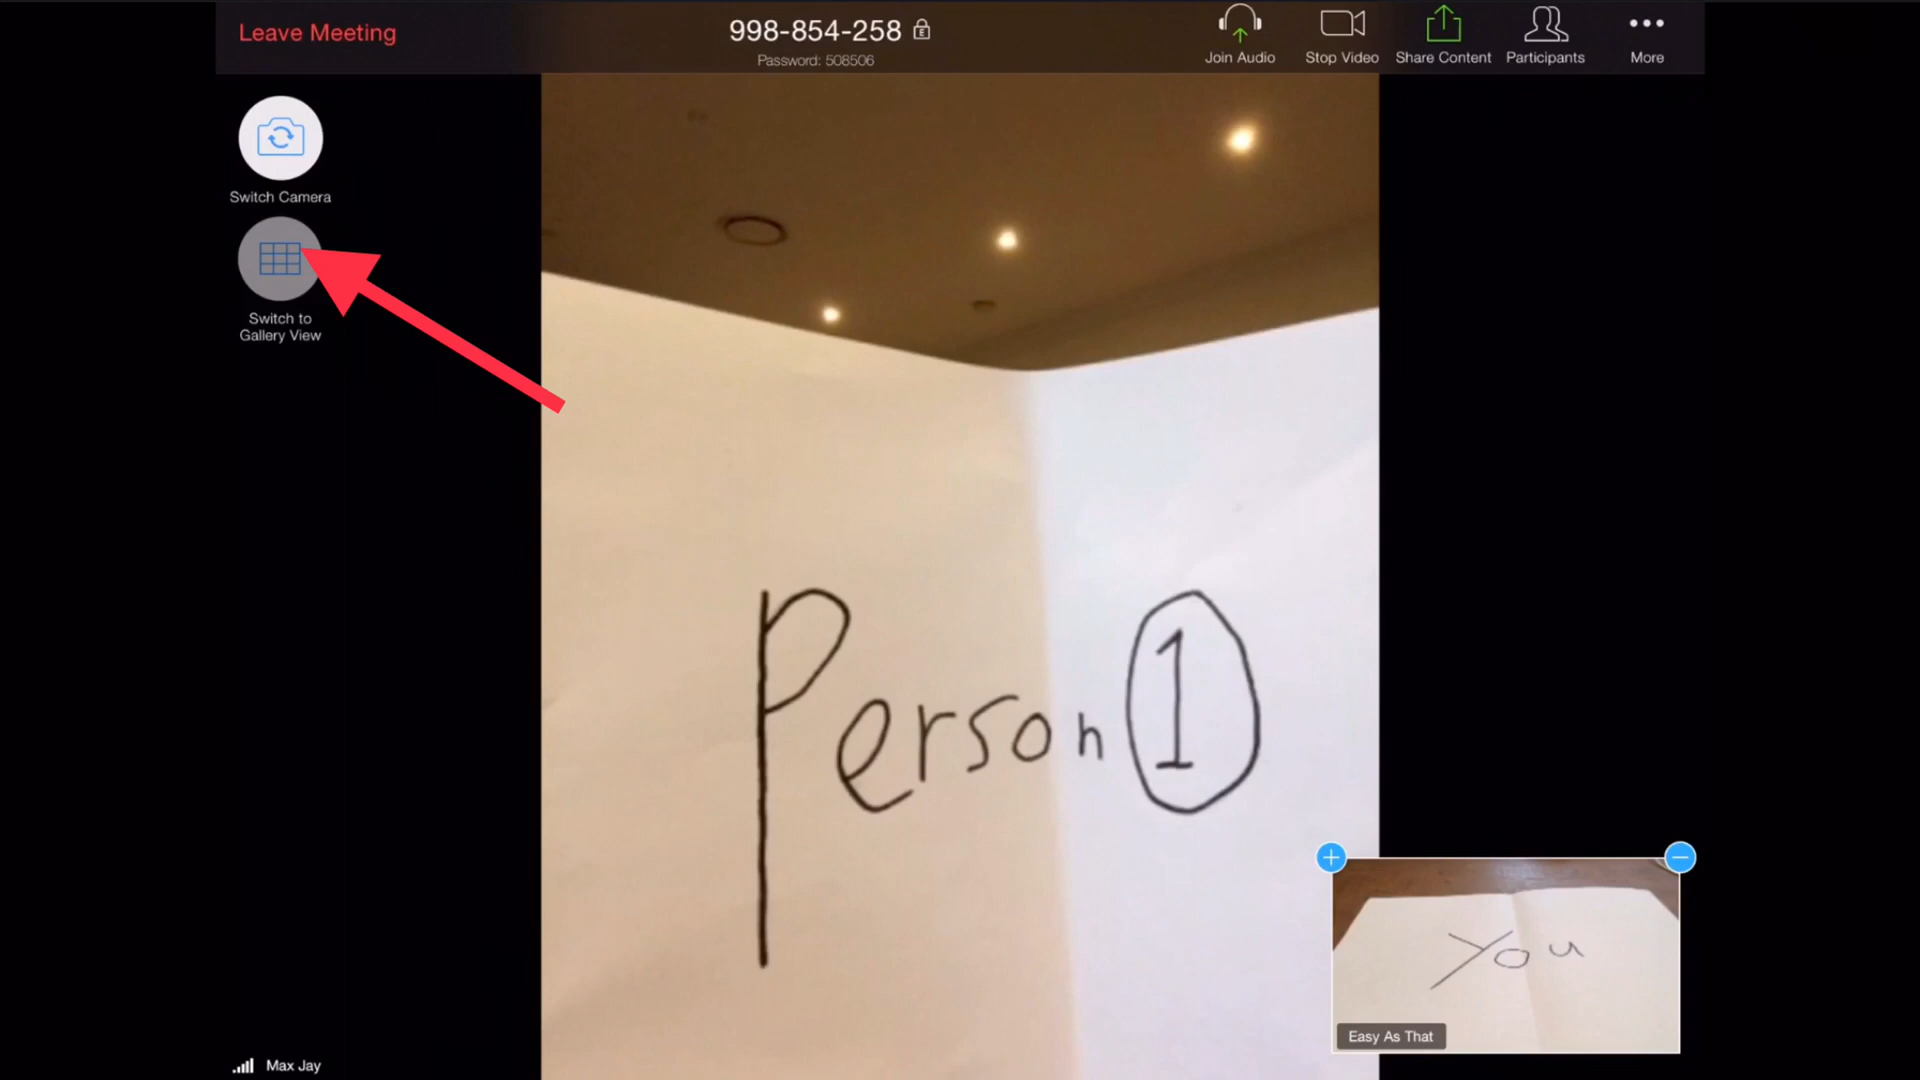 Leave Meeting
998-854-258
Password: 508506
Join Audio
Stop Video
Share Content
Participants
More
Switch Camera
Switch to
Gallery View
Person 1
You
Easy As That
Max Jay